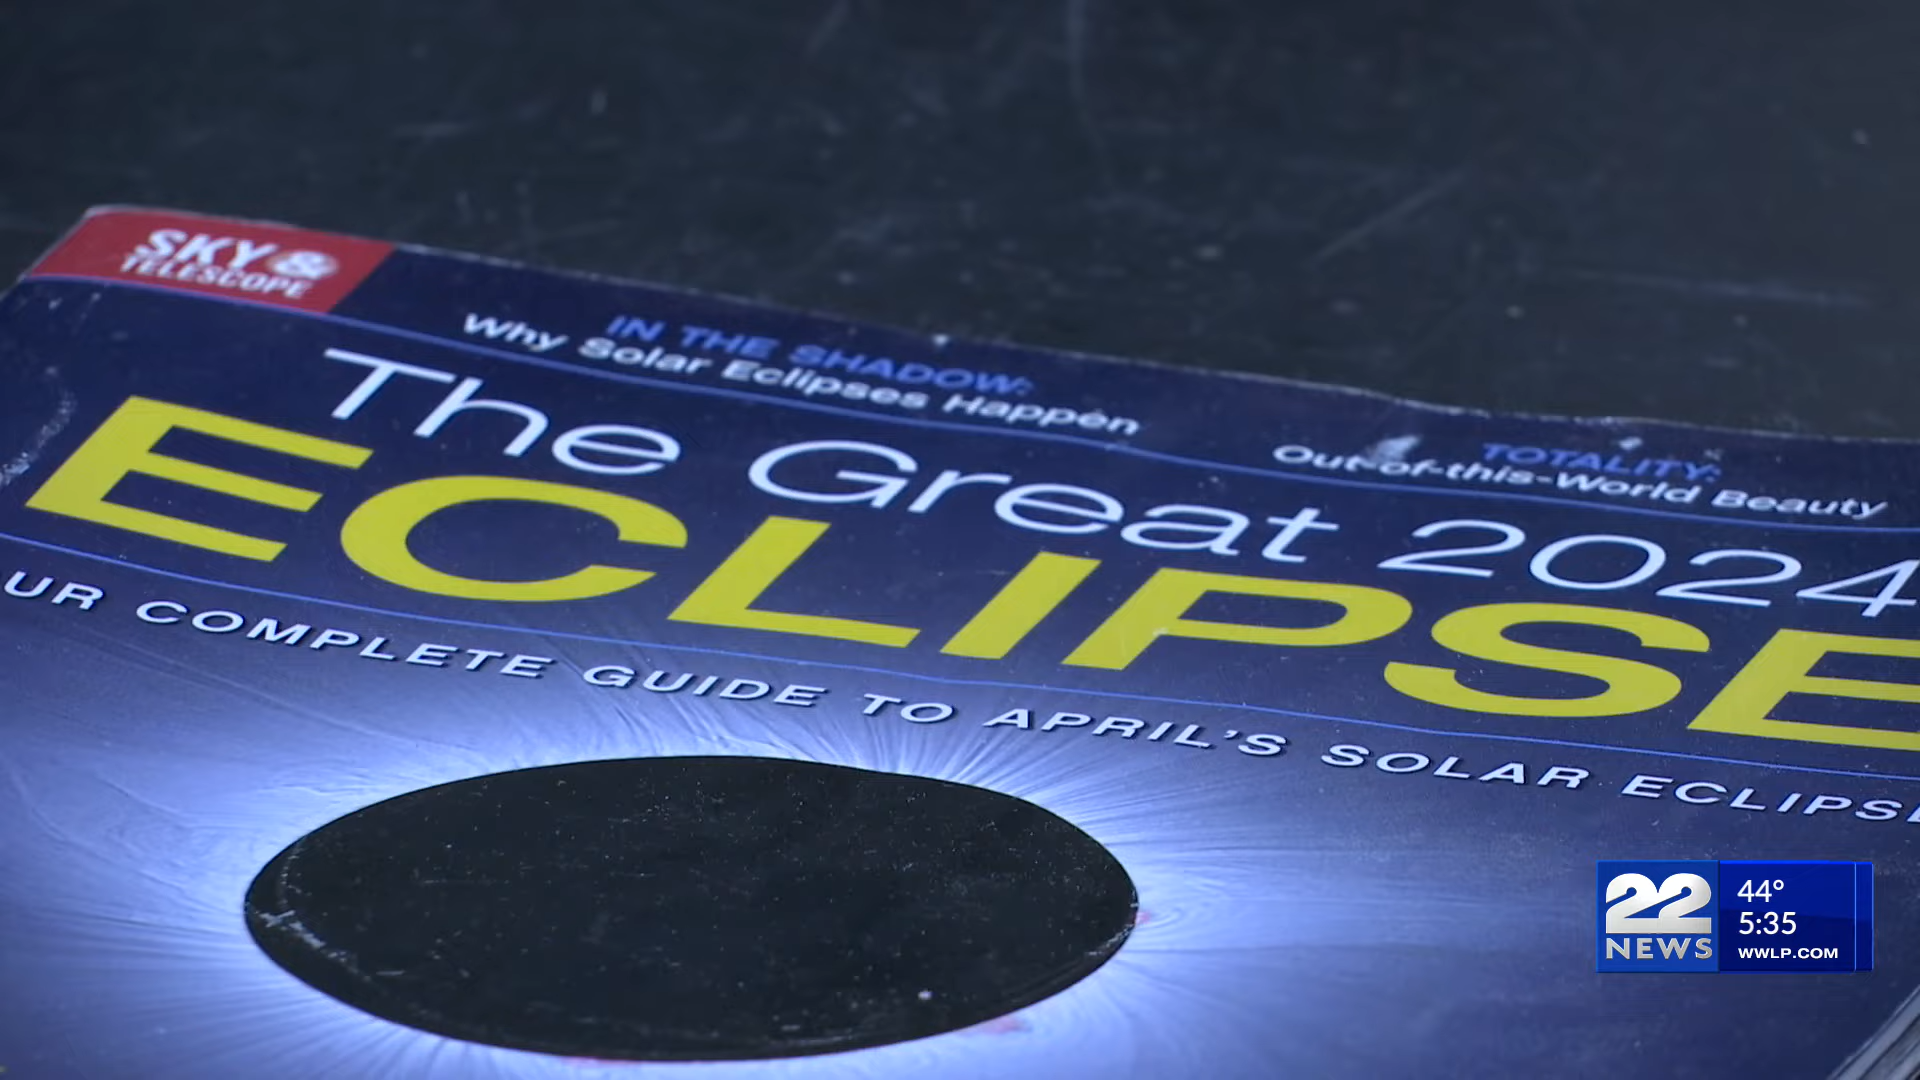 SKY &
TELESCOPE
IN THE SHADOW:
Why Solar Eclipses Happen
TOTALITY:
Out-of-this-World Beauty
The Great 2024
ECLIPSE
UR COMPLETE GUIDE TO APRIL'S SOLAR ECLIPSE
22
NEWS
44°
5:35
WWLP.COM